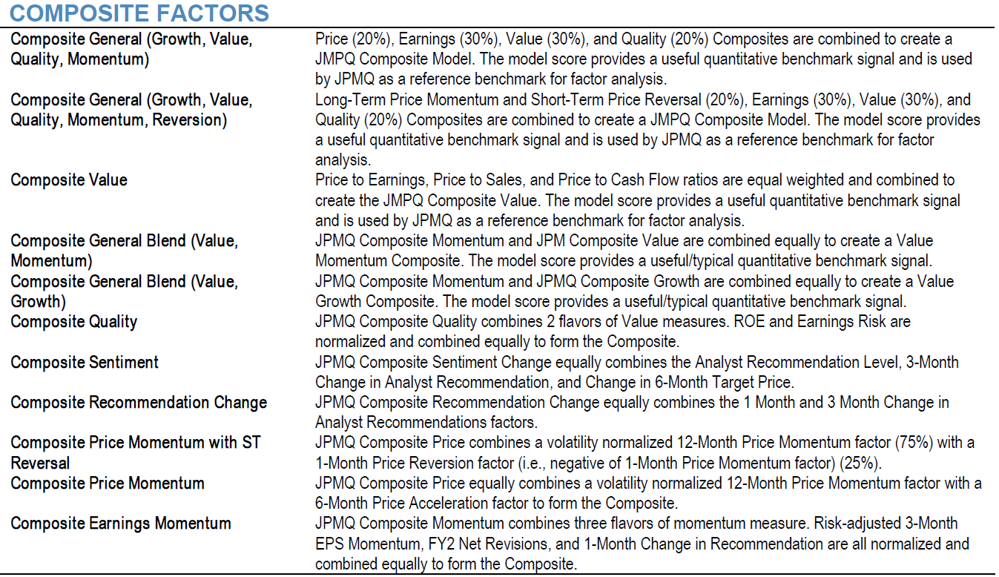 COMPOSITE FACTORS
Composite General (Growth, Value, Quality, Momentum)
Price (20%), Earnings (30%), Value (30%), and Quality (20%) Composites are combined to create a
JMPQ Composite Model. The model score provides a useful quantitative benchmark signal and is used
by JPMQ as a reference benchmark for factor analysis.
Composite General (Growth, Value,
Quality, Momentum, Reversion)
Long-Term Price Momentum and Short-Term Price Reversal (20%), Earnings (30%), Value (30%), and
Quality (20%) Composites are combined to create a JMPQ Composite Model. The model score provides
a useful quantitative benchmark signal and is used by JPMQ as a reference benchmark for factor
analysis.
Composite Value
Price to Earnings, Price to Sales, and Price to Cash Flow ratios are equal weighted and combined to
create the JMPQ Composite Value. The model score provides a useful quantitative benchmark signal
and is used by JPMQ as a reference benchmark for factor analysis.
Composite General Blend (Value,
Momentum)
JPMQ Composite Momentum and JPM Composite Value are combined equally to create a Value
Momentum Composite. The model score provides a useful/typical quantitative benchmark signal.
Composite General Blend (Value,
Growth)
JPMQ Composite Momentum and JPMQ Composite Growth are combined equally to create a Value
Growth Composite. The model score provides a useful/typical quantitative benchmark signal.
Composite Quality
JPMQ Composite Quality combines 2 flavors of Value measures. ROE and Earnings Risk are
normalized and combined equally to form the Composite.
Composite Sentiment
JPMQ Composite Sentiment Change equally combines the Analyst Recommendation Level, 3-Month
Change in Analyst Recommendation, and Change in 6-Month Target Price.
Composite Recommendation Change
JPMQ Composite Recommendation Change equally combines the 1 Month and 3 Month Change in
Analyst Recommendations factors.
Composite Price Momentum with ST
Reversal
JPMQ Composite Price combines a volatility normalized 12-Month Price Momentum factor (75%) with a
1-Month Price Reversion factor (i.e., negative of 1-Month Price Momentum factor) (25%).
Composite Price Momentum
JPMQ Composite Price equally combines a volatility normalized 12-Month Price Momentum factor with a
6-Month Price Acceleration factor to form the Composite.
Composite Earnings Momentum
JPMQ Composite Momentum combines three flavors of momentum measure. Risk-adjusted 3-Month
EPS Momentum, FY2 Net Revisions, and 1-Month Change in Recommendation are all normalized and
combined equally to form the Composite.